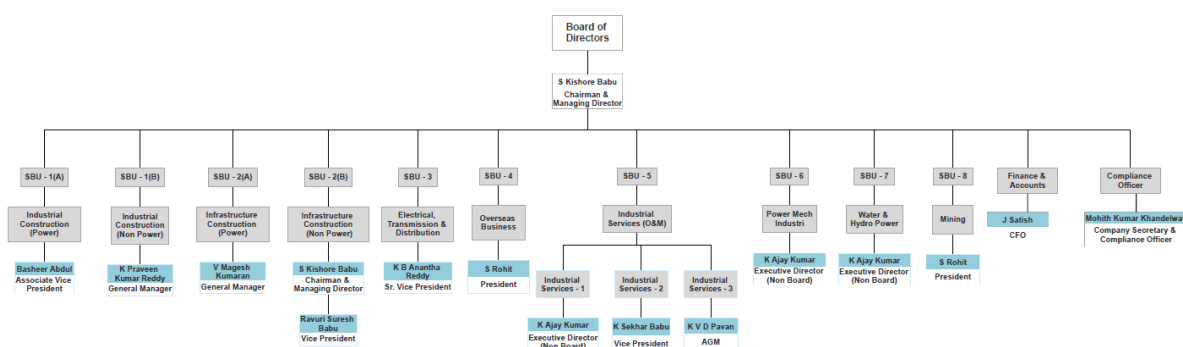 Board of
Directors
S Kishore Babu
Chairman &
Managing Director
SBU - 1(A)
Industrial
Construction
(Power)
Basheer Abdul
Associate Vice
President
SBU - 1(B)
Industrial
Construction
(Non Power)
K Praveen
Kumar Reddy
General Manager
SBU - 2(A)
Infrastructure
Construction
(Power)
V Magesh
Kumaran
General Manager
SBU - 2(B)
Infrastructure
Construction
(Non Power)
S Kishore Babu
Chairman &
Managing Director
Ravuri Suresh
Babu
Vice President
SBU - 3
Electrical,
Transmission &
Distribution
K B Anantha
Reddy
Sr. Vice President
SBU - 4
Overseas
Business
S Rohit
President
SBU - 5
Industrial
Services (O&M)
Industrial
Services - 1
K Ajay Kumar
Executive Director
(Non Board)
Industrial
Services - 2
K Sekhar Babu
Vice President
Industrial
Services - 3
K V D Pavan
AGM
SBU - 6
Power Mech
Industri
K Ajay Kumar
Executive Director
(Non Board)
SBU - 7
Water &
Hydro Power
K Ajay Kumar
Executive Director
(Non Board)
SBU - 8
Mining
S Rohit
President
Finance &
Accounts
J Satish
CFO
Compliance
Officer
Mohith Kumar Khandelwa
Company Secretary &
Compliance Officer